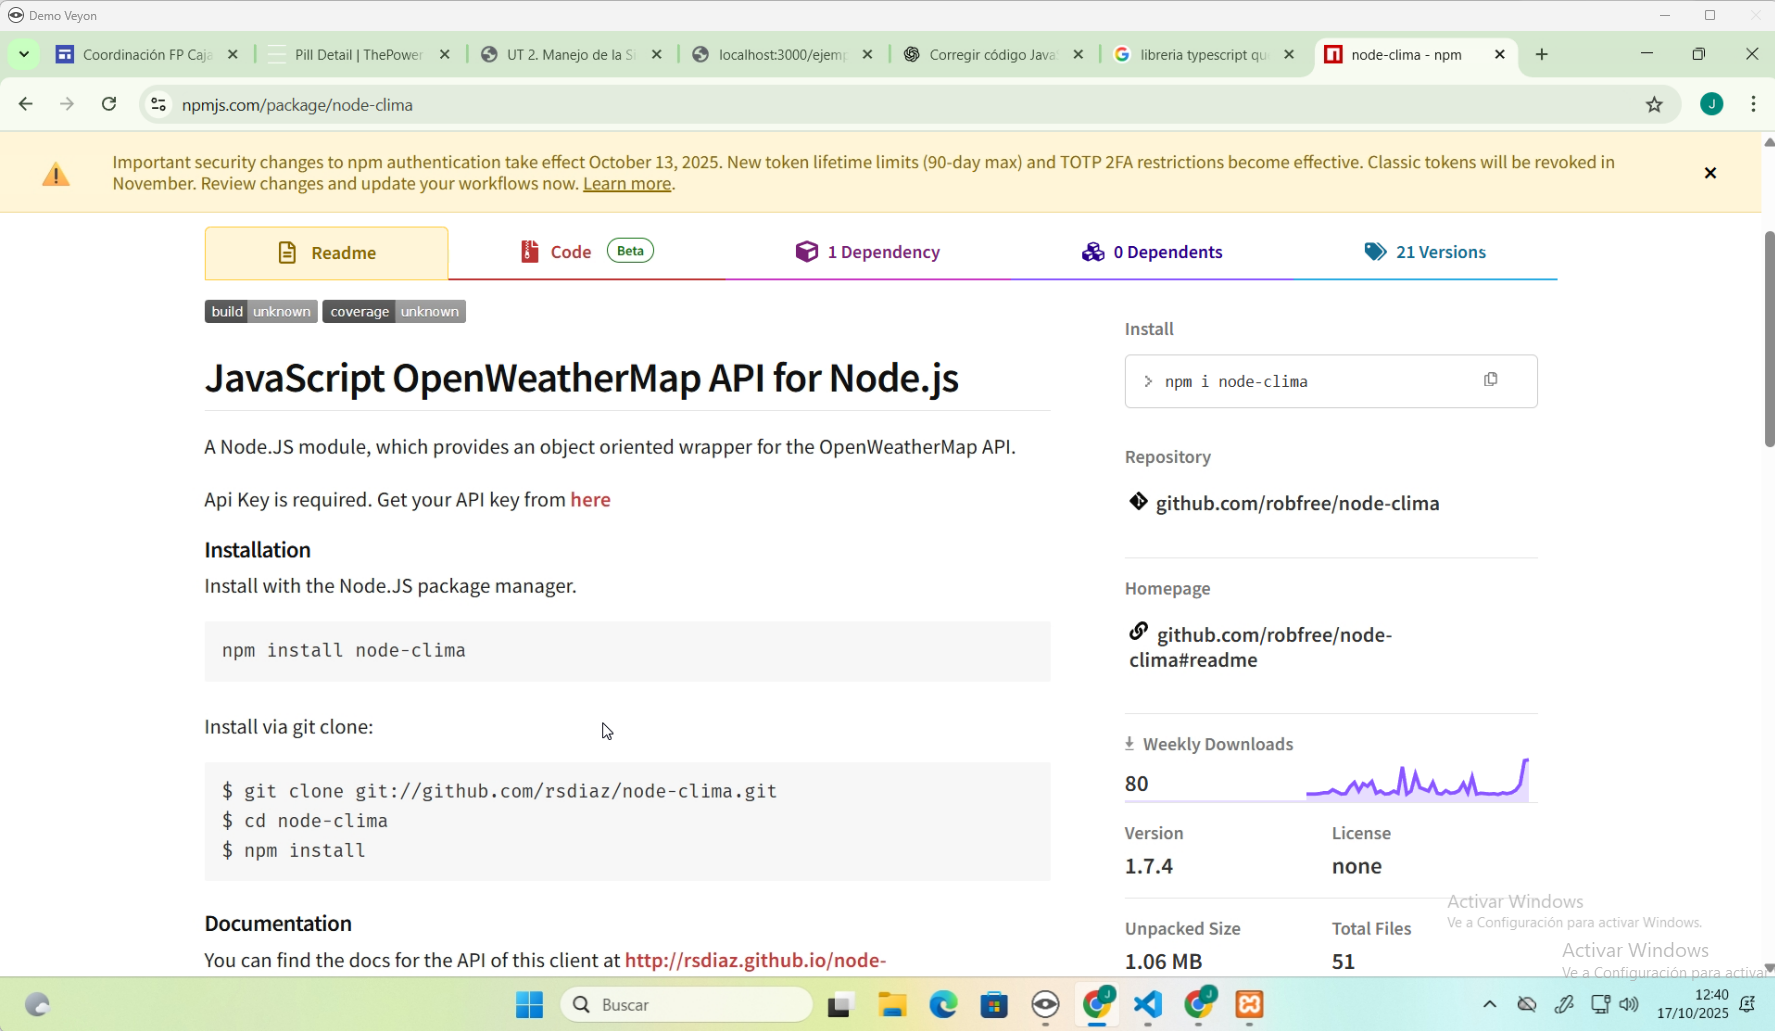 Demo Veyon
Coordinación FP Caja
Pill Detail | ThePower
UT 2. Manejo de la Si
localhost:3000/ejemp
Corregir código Java
libreria typescript qu
node-clima - npm
npmjs.com/package/node-clima
J
Important security changes to npm authentication take effect October 13, 2025. New token lifetime limits (90-day max) and TOTP 2FA restrictions become effective. Classic tokens will be revoked in
November. Review changes and update your workflows now. Learn more.
Readme
Code Beta
1 Dependency
0 Dependents
21 Versions
build unknown coverage unknown
JavaScript OpenWeatherMap API for Node.js
A Node.JS module, which provides an object oriented wrapper for the OpenWeatherMap API.
Api Key is required. Get your API key from here
Installation
Install with the Node.JS package manager.
npm install node-clima
Install via git clone:
$ git clone git://github.com/rsdiaz/node-clima.git
$ cd node-clima
$ npm install
Documentation
You can find the docs for the API of this client at http://rsdiaz.github.io/node-
Install
> npm i node-clima
Repository
github.com/robfree/node-clima
Homepage
github.com/robfree/node-
clima#readme
Weekly Downloads
80
Version
1.7.4
License
none
Unpacked Size
1.06 MB
Total Files
51
Activar Windows
Ve a Configuración para activar Windows.
Activar Windows
Ve a Configuración para activar
Buscar
J
J
12:40
17/10/2025